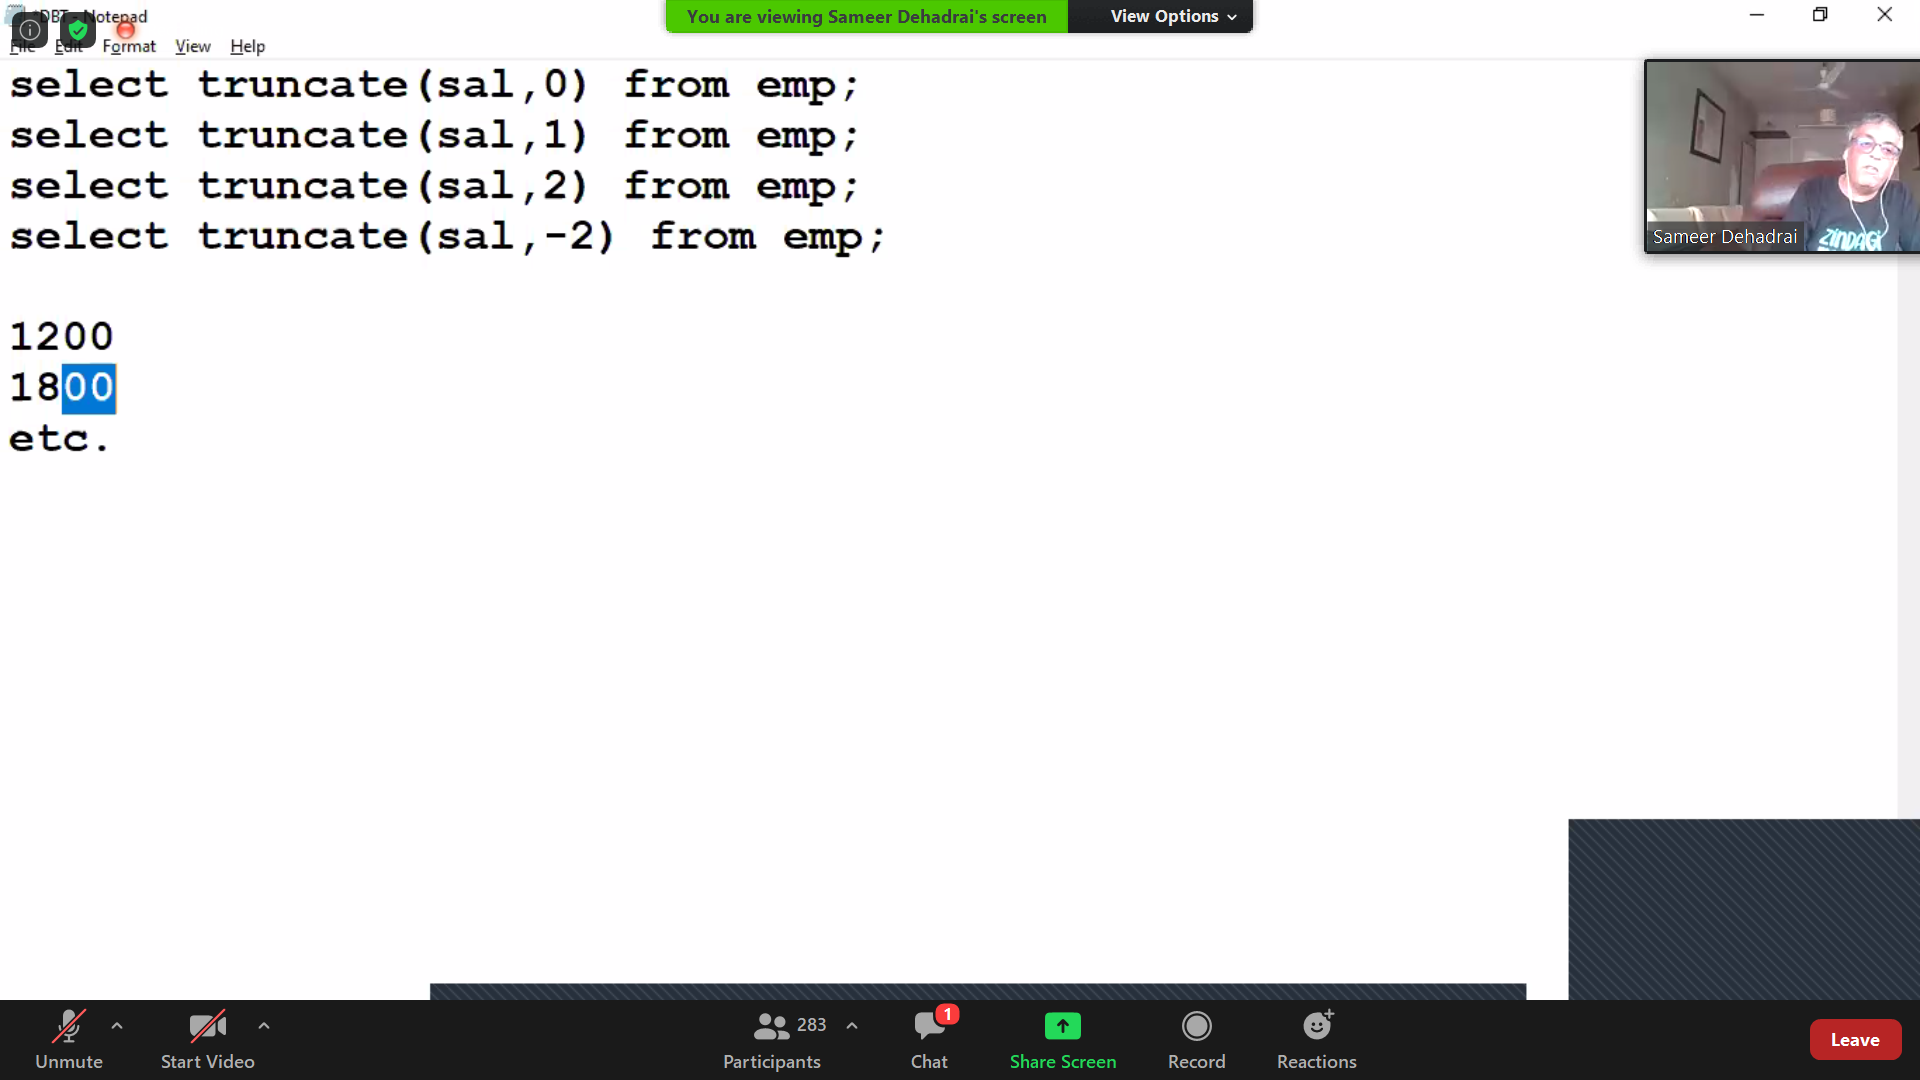 *DBT - Notepad
You are viewing Sameer Dehadrai's screen View Options
File Edit Format View Help
select truncate(sal,0) from emp;
select truncate(sal,1) from emp;
select truncate(sal,2) from emp;
select truncate(sal,-2) from emp;
1200
1800
etc.
ZINDAGI
Sameer Dehadrai
283
1
Unmute Start Video Participants Chat Share Screen Record Reactions Leave